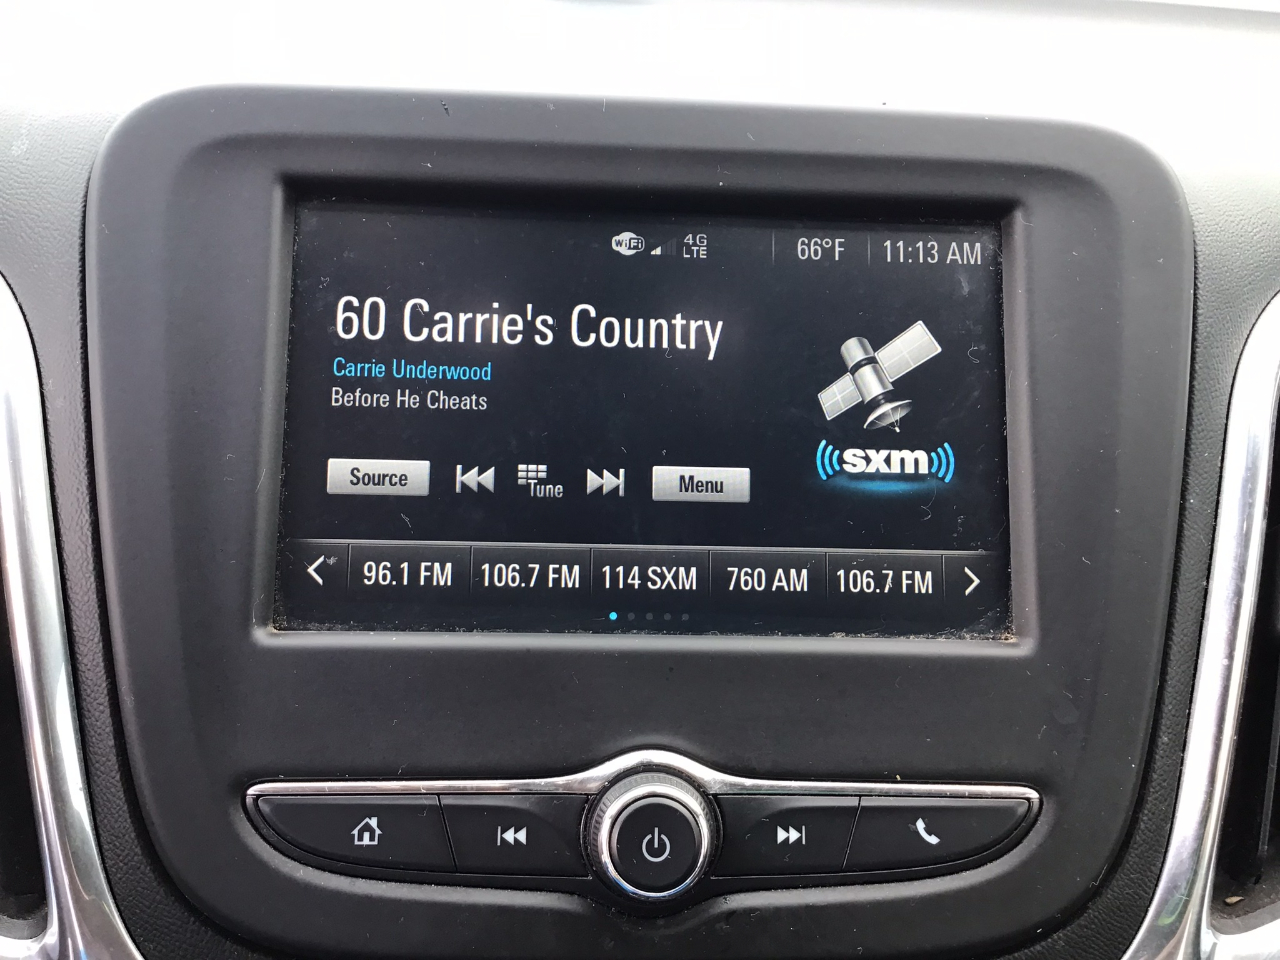 WiFi 4G LTE 66°F 11:13 AM
60 Carrie's Country
Carrie Underwood
Before He Cheats
sxm
Source Tune Menu
96.1 FM 106.7 FM 114 SXM 760 AM 106.7 FM